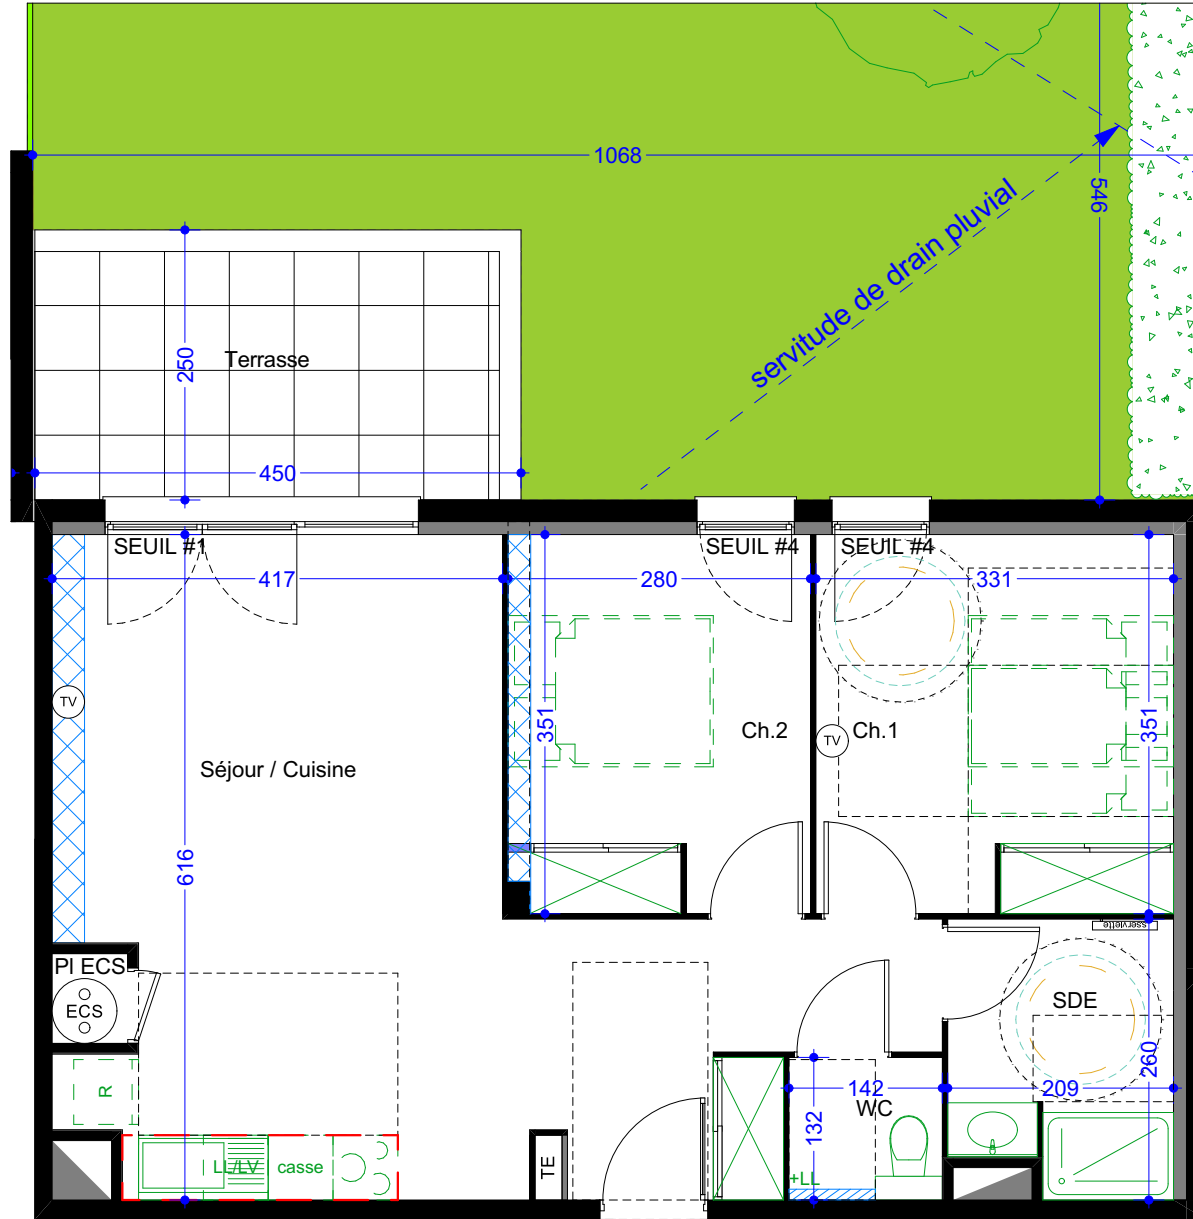 1068
546
servitude de drain pluvial
250
Terrasse
450
SEUIL #1
SEUIL #4
SEUIL #4
417
280
331
TV
351
Ch.2
TV
Ch.1
351
Séjour / Cuisine
616
sserviette
PI ECS
ECS
SDE
260
R
142
209
WC
132
LL/LV
casse
TE
+LL